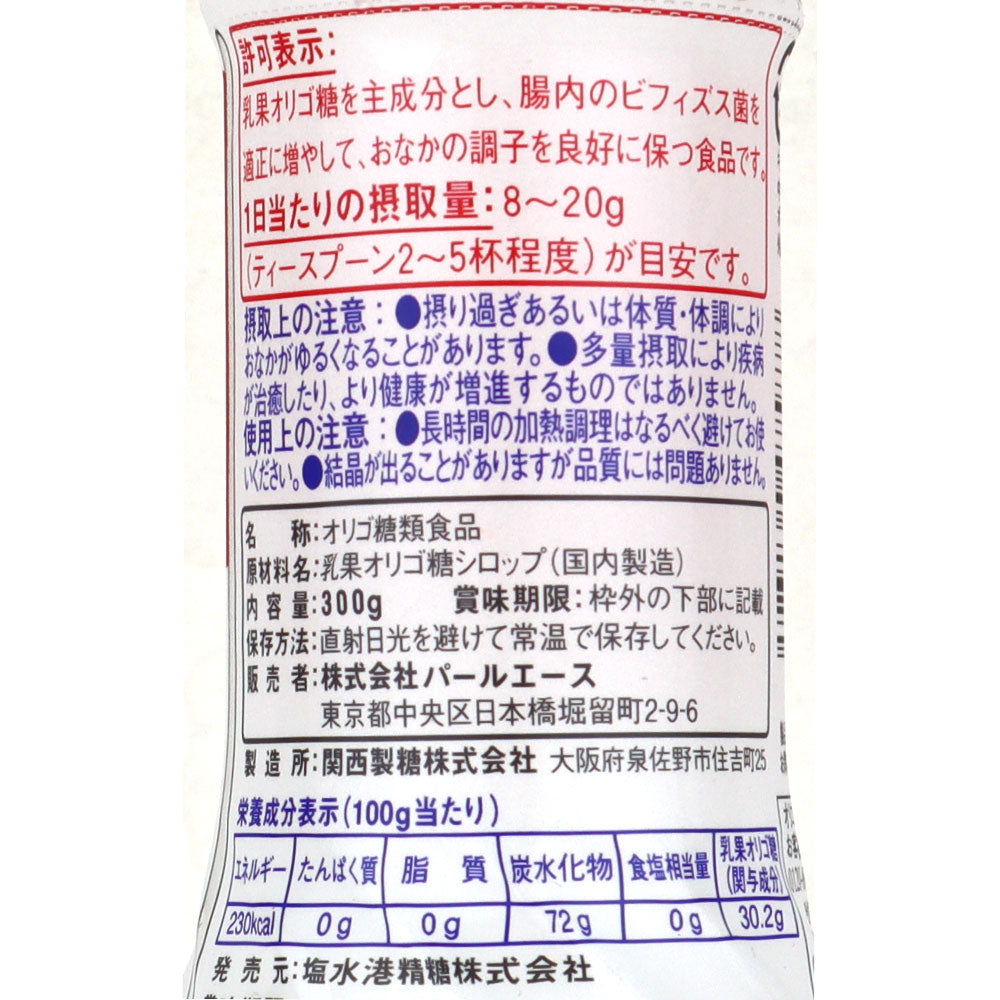 許可表示:
乳果オリゴ糖を主成分とし、腸内のビフィズス菌を
適正に増やして、おなかの調子を良好に保つ食品です。
1日当たりの摂取量:8～20g
(ティースプーン2～5杯程度)が目安です。
摂取上の注意:●摂り過ぎあるいは体質・体調により
おなかがゆるくなることがあります。●多量摂取により疾病
が治癒したり、より健康が増進するものではありません。
使用上の注意:●長時間の加熱調理はなるべく避けてお使
いください。●結晶が出ることがありますが品質には問題ありません。
名 称:オリゴ糖類食品
原材料名:乳果オリゴ糖シロップ(国内製造)
内容量:300g 賞味期限:枠外の下部に記載
保存方法:直射日光を避けて常温で保存してください。
販売者:株式会社パールエース
東京都中央区日本橋堀留町2-9-6
製造所:関西製糖株式会社 大阪府泉佐野市住吉町25
栄養成分表示(100g当たり)
エネルギー たんぱく質 脂質 炭水化物 食塩相当量 乳果オリゴ糖(関与成分)
230kcal 0g 0g 72g 0g 30.2g
発売元:塩水港精糖株式会社